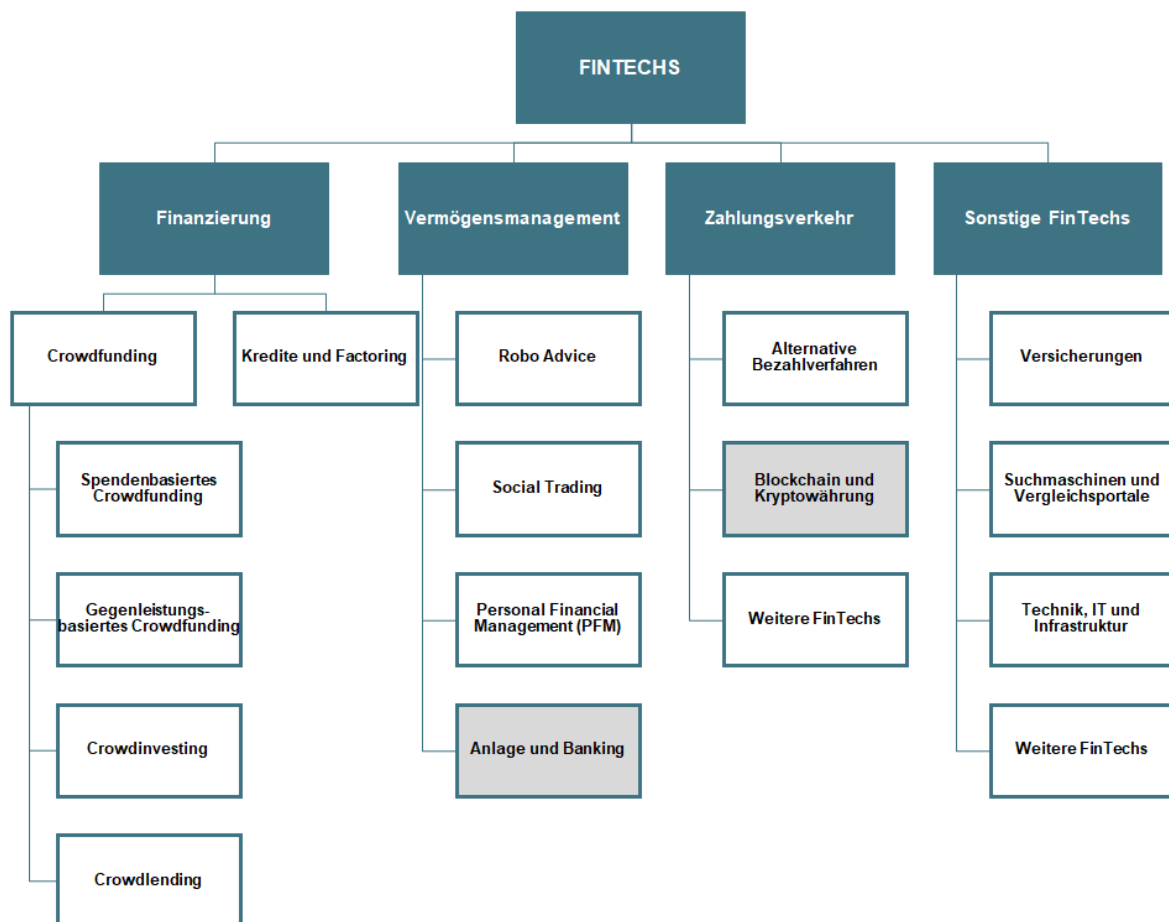 FINTECHS
Finanzierung
Vermögensmanagement
Zahlungsverkehr
Sonstige FinTechs
Crowdfunding
Kredite und Factoring
Robo Advice
Alternative
Bezahlverfahren
Versicherungen
Spendenbasiertes
Crowdfunding
Social Trading
Blockchain und
Kryptowährung
Suchmaschinen und
Vergleichsportale
Gegenleistungs-
basiertes Crowdfunding
Personal Financial
Management (PFM)
Weitere FinTechs
Technik, IT und
Infrastruktur
Crowdinvesting
Anlage und Banking
Weitere FinTechs
Crowdlending